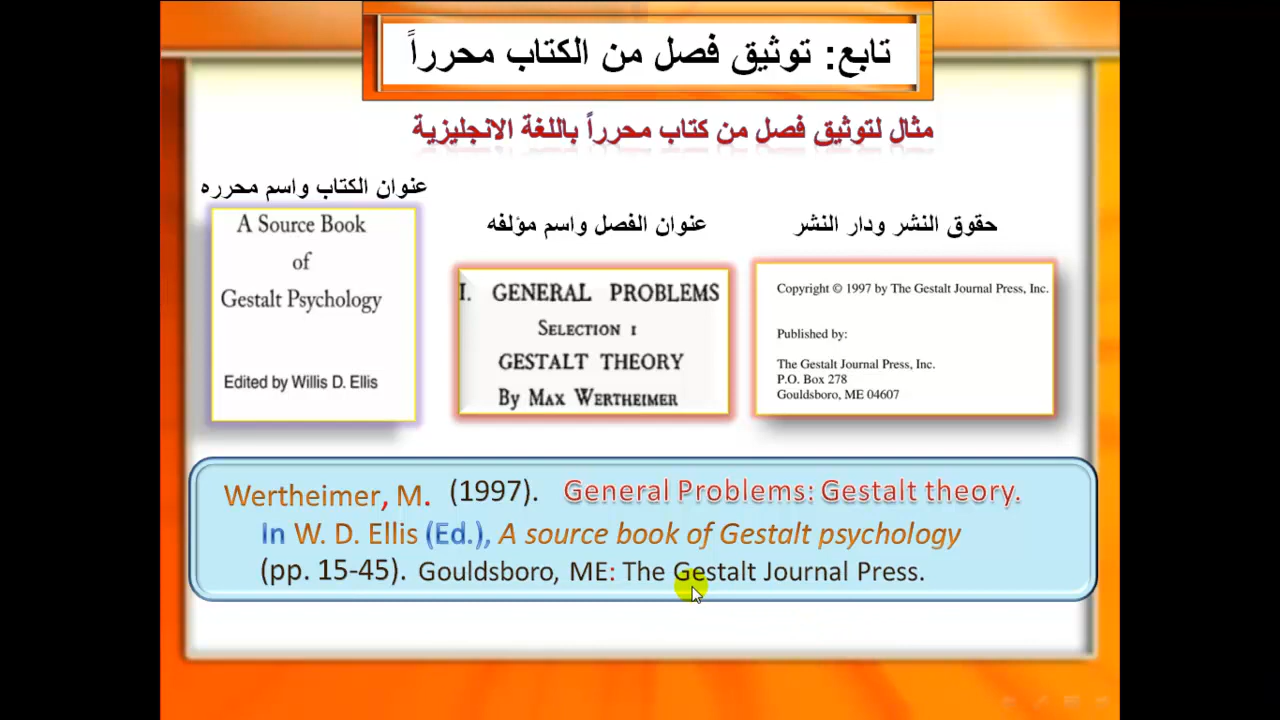 تابع: توثيق فصل من الكتاب محرراً
مثال لتوثيق فصل من كتاب محرراً باللغة الانجليزية
حقوق النشر ودار النشر
Copyright © 1997 by The Gestalt Journal Press, Inc.
Published by:
The Gestalt Journal Press, Inc.
P.O. Box 278
Gouldsboro, ME 04607
عنوان الفصل واسم مؤلفه
I. GENERAL PROBLEMS
SELECTION 1
GESTALT THEORY
By MAX WERTHEIMER
عنوان الكتاب واسم محرره
A Source Book
of
Gestalt Psychology
Edited by Willis D. Ellis
Wertheimer, M. (1997). General Problems: Gestalt theory.
In W. D. Ellis (Ed.), A source book of Gestalt psychology
(pp. 15-45). Gouldsboro, ME: The Gestalt Journal Press.